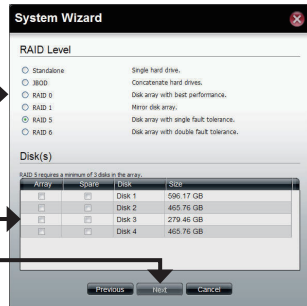 System Wizard
RAID Level
Standalone Single hard drive.
JBOD Concatenate hard drives.
RAID 0 Disk array with best performance.
RAID 1 Mirror disk array.
RAID 5 Disk array with single fault tolerance.
RAID 6 Disk array with double fault tolerance.
Disk(s)
RAID 5 requires a minimum of 3 disks in the array.
Array Spare Disk Size
Disk 1 596.17 GB
Disk 2 465.76 GB
Disk 3 279.46 GB
Disk 4 465.76 GB
Previous Next Cancel